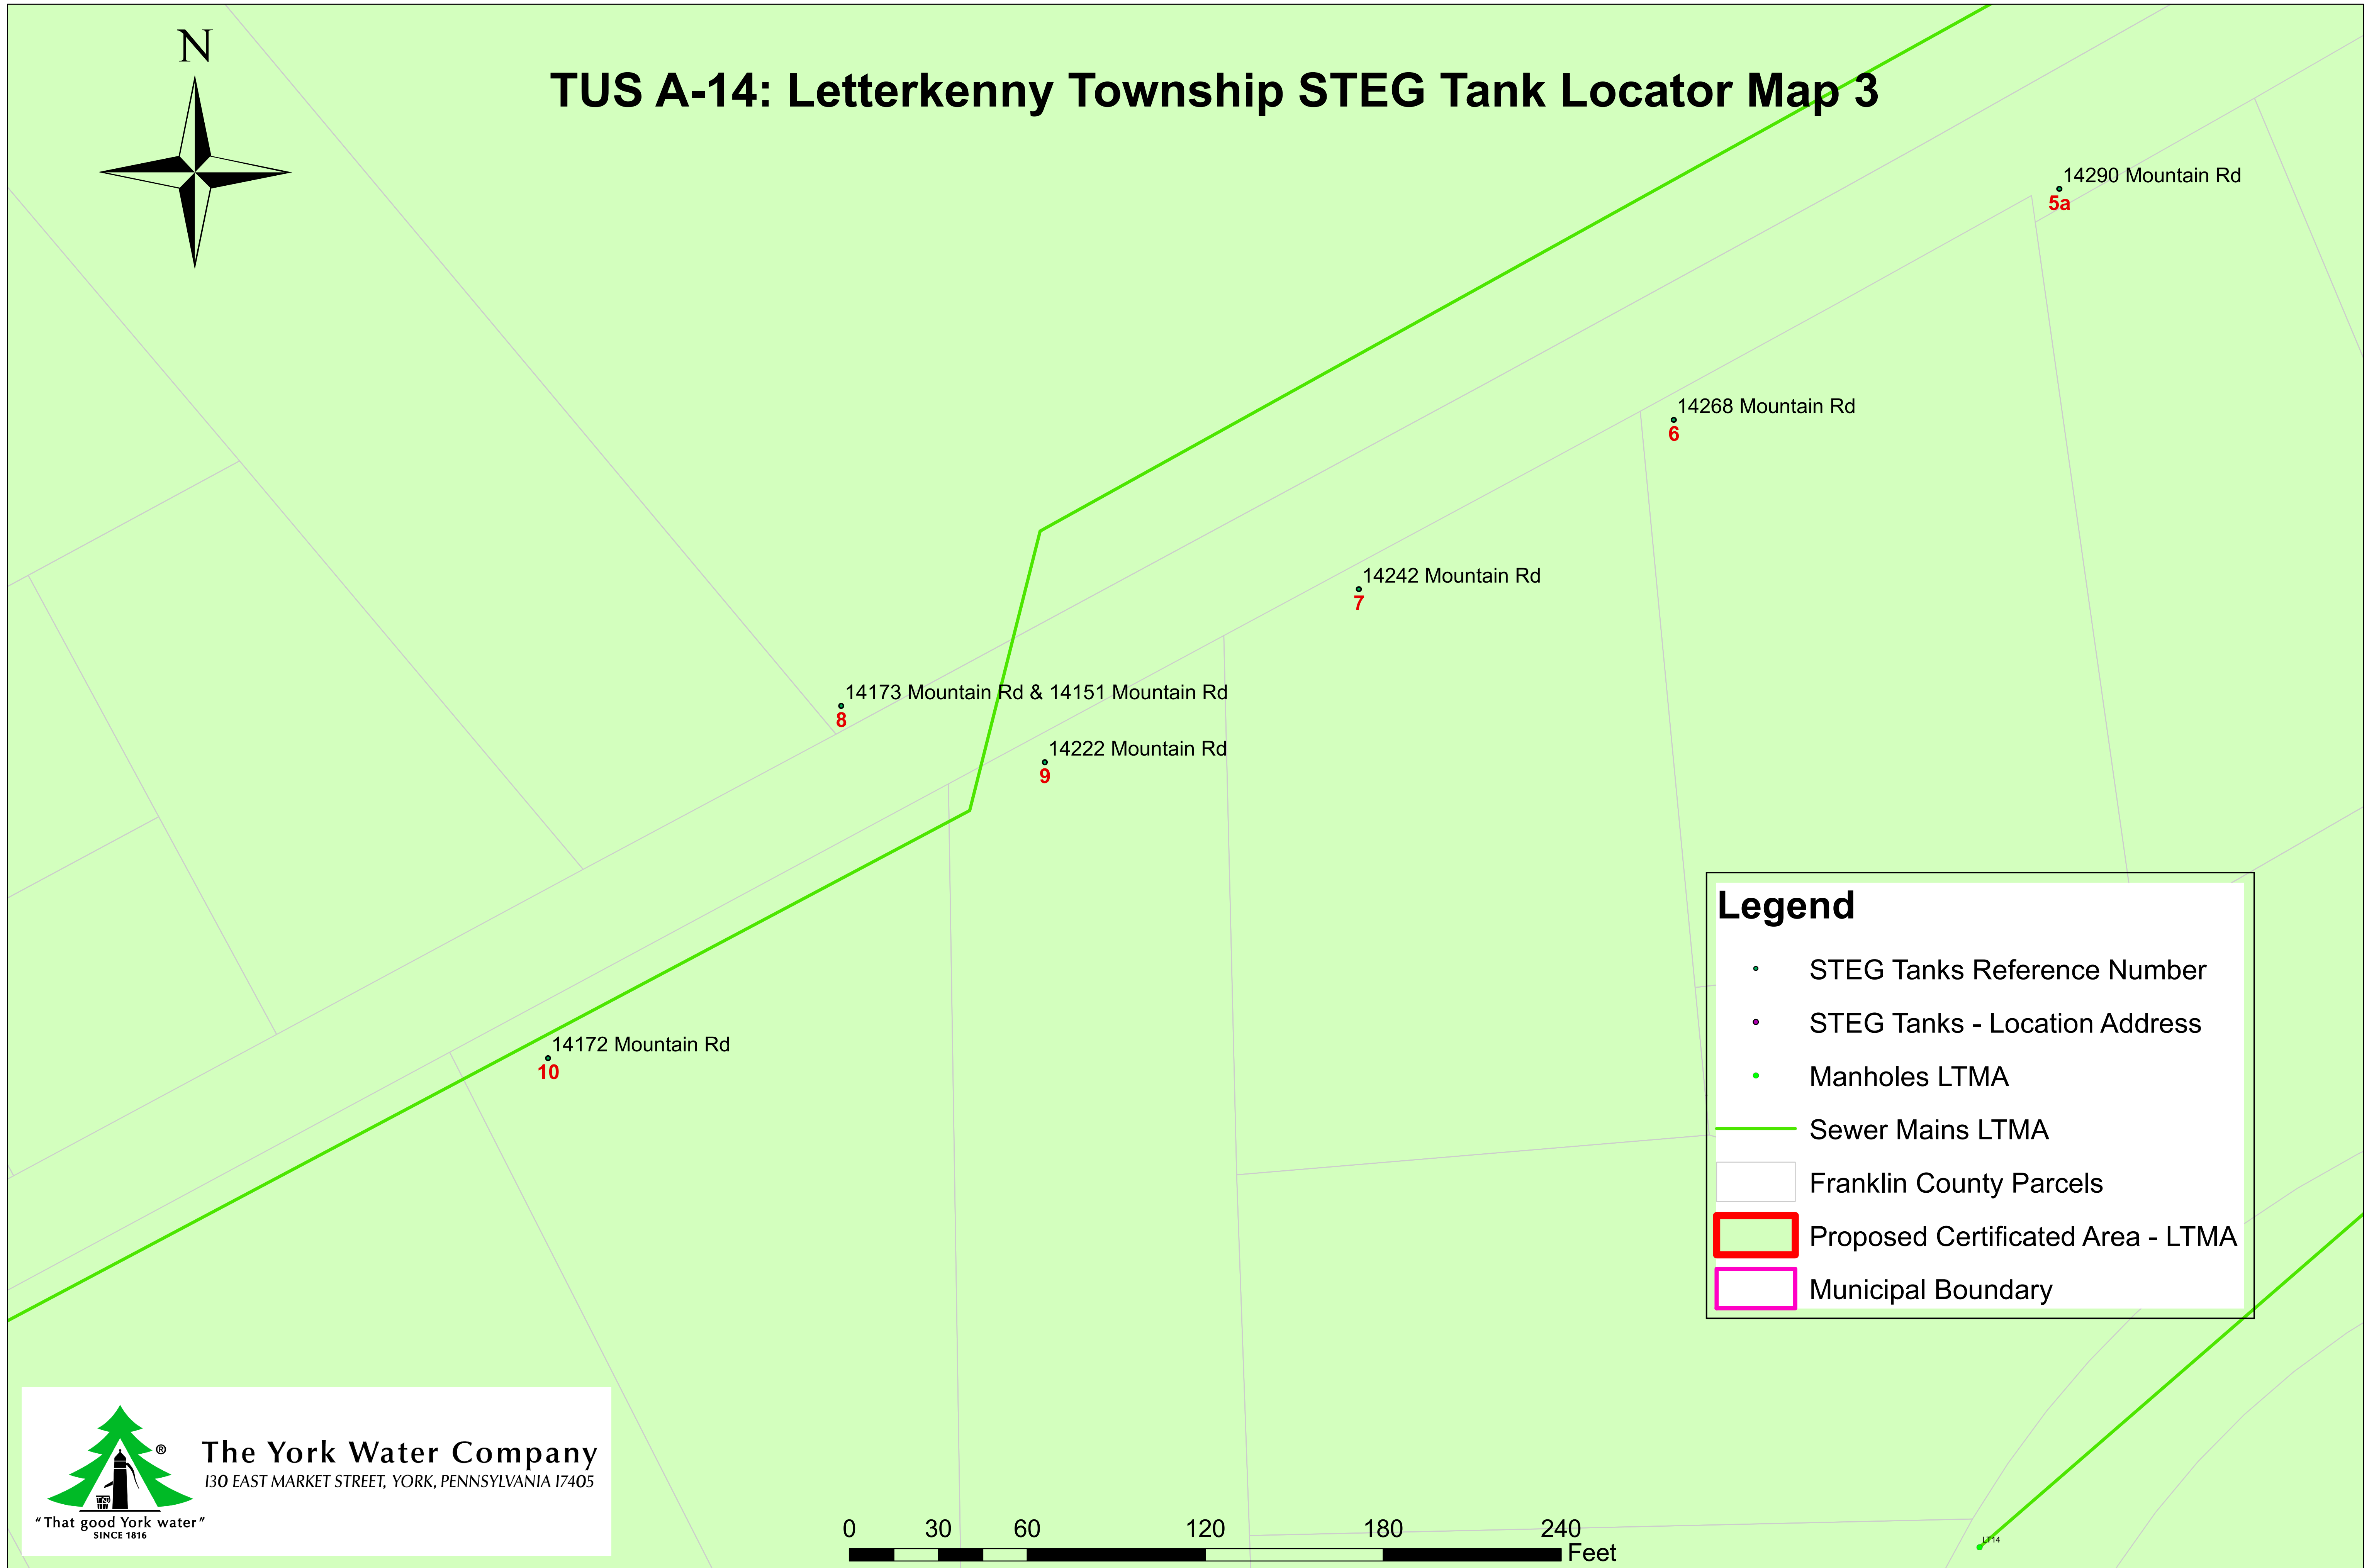 N
TUS A-14: Letterkenny Township STEG Tank Locator Map 3
14290 Mountain Rd
5a
14268 Mountain Rd
6
14242 Mountain Rd
7
14173 Mountain Rd & 14151 Mountain Rd
8
14222 Mountain Rd
9
14172 Mountain Rd
10
Legend
STEG Tanks Reference Number
STEG Tanks - Location Address
Manholes LTMA
Sewer Mains LTMA
Franklin County Parcels
Proposed Certificated Area - LTMA
Municipal Boundary
®
The York Water Company
130 EAST MARKET STREET, YORK, PENNSYLVANIA 17405
"That good York water"
SINCE 1816
0 30 60 120 180 240
Feet
LT14